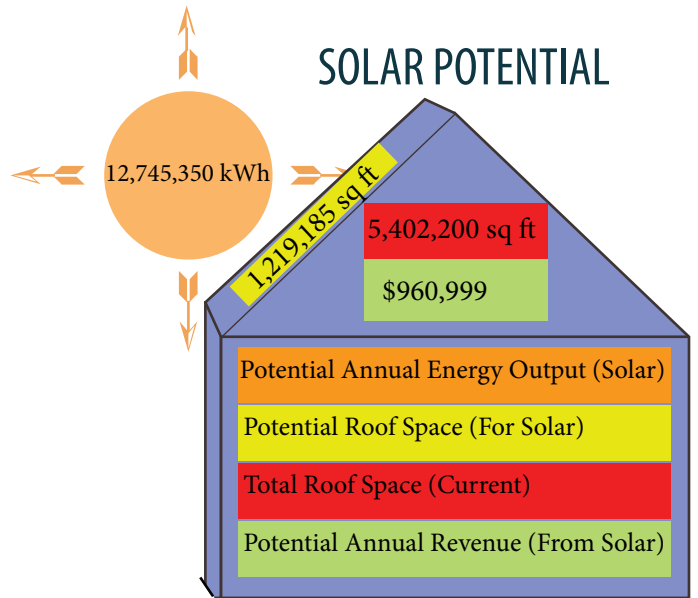 SOLAR POTENTIAL
12,745,350 kWh
1,219,185 sq ft
5,402,200 sq ft
$960,999
Potential Annual Energy Output (Solar)
Potential Roof Space (For Solar)
Total Roof Space (Current)
Potential Annual Revenue (From Solar)